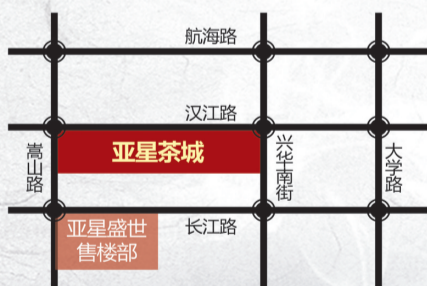 航海路
汉江路
亚星茶城
嵩山路
兴华南街
大学路
长江路
亚星盛世
售楼部